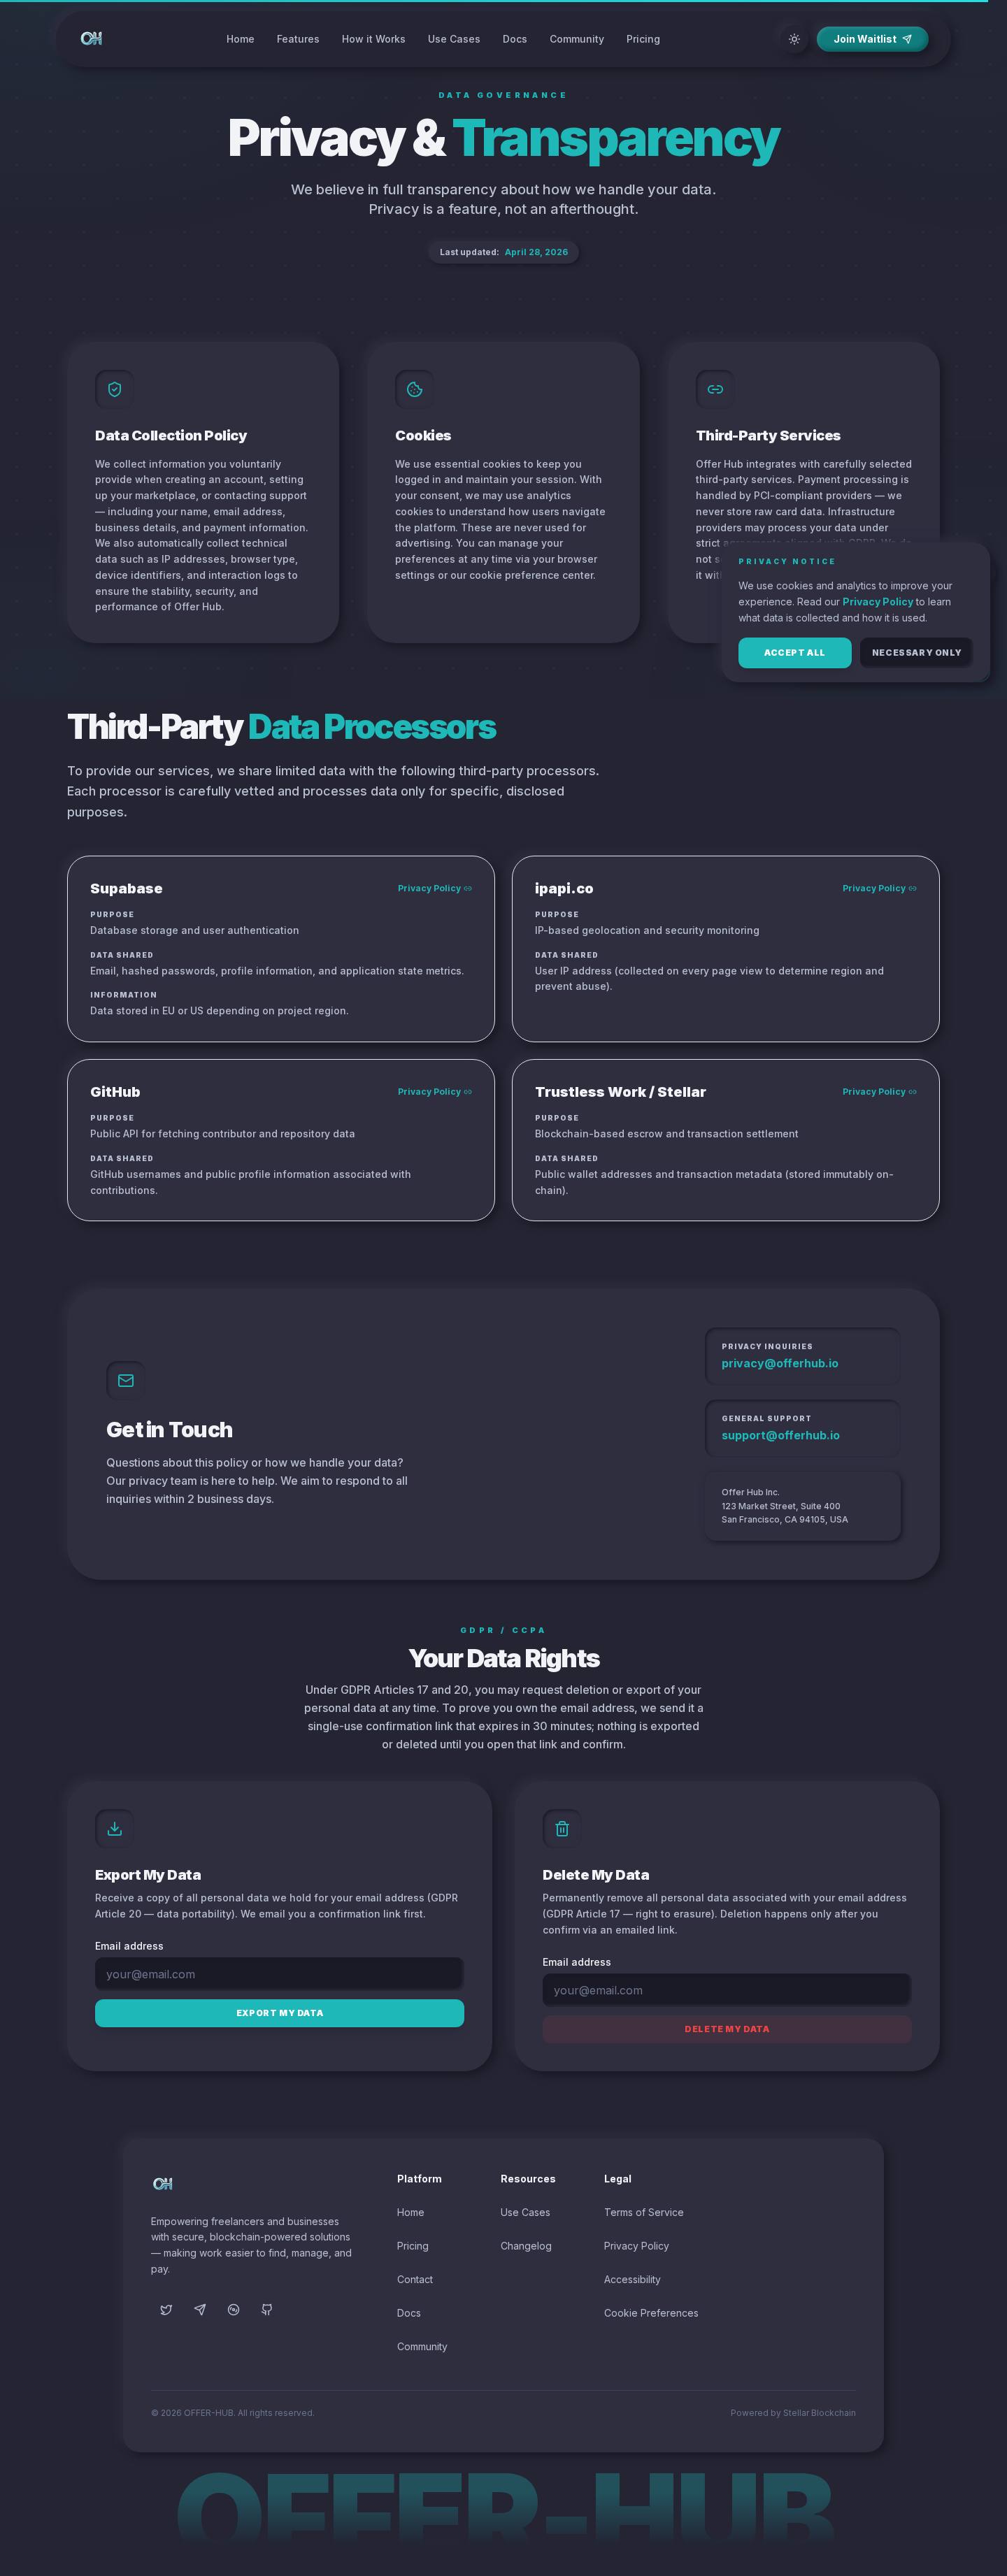 OH
Home Features How it Works Use Cases Docs Community Pricing
Join Waitlist
DATA GOVERNANCE
Privacy & Transparency
We believe in full transparency about how we handle your data.
Privacy is a feature, not an afterthought.
Last updated: April 28, 2026
Data Collection Policy
We collect information you voluntarily
provide when creating an account, setting
up your marketplace, or contacting support
— including your name, email address,
business details, and payment information.
We also automatically collect technical
data such as IP addresses, browser type,
device identifiers, and interaction logs to
ensure the stability, security, and
performance of Offer Hub.
Cookies
We use essential cookies to keep you
logged in and maintain your session. With
your consent, we may use analytics
cookies to understand how users navigate
the platform. These are never used for
advertising. You can manage your
preferences at any time via your browser
settings or our cookie preference center.
Third-Party Services
Offer Hub integrates with carefully selected
third-party services. Payment processing is
handled by PCI-compliant providers — we
never store raw card data. Infrastructure
providers may process your data under
strict agreements aligned with GDPR. We do
not
it
PRIVACY NOTICE
We use cookies and analytics to improve your
experience. Read our Privacy Policy to learn
what data is collected and how it is used.
ACCEPT ALL
NECESSARY ONLY
Third-Party Data Processors
To provide our services, we share limited data with the following third-party processors.
Each processor is carefully vetted and processes data only for specific, disclosed
purposes.
Supabase
Privacy Policy
PURPOSE
Database storage and user authentication
DATA SHARED
Email, hashed passwords, profile information, and application state metrics.
INFORMATION
Data stored in EU or US depending on project region.
ipapi.co
Privacy Policy
PURPOSE
IP-based geolocation and security monitoring
DATA SHARED
User IP address (collected on every page view to determine region and
prevent abuse).
GitHub
Privacy Policy
PURPOSE
Public API for fetching contributor and repository data
DATA SHARED
GitHub usernames and public profile information associated with
contributions.
Trustless Work / Stellar
Privacy Policy
PURPOSE
Blockchain-based escrow and transaction settlement
DATA SHARED
Public wallet addresses and transaction metadata (stored immutably on-
chain).
Get in Touch
Questions about this policy or how we handle your data?
Our privacy team is here to help. We aim to respond to all
inquiries within 2 business days.
PRIVACY INQUIRIES
privacy@offerhub.io
GENERAL SUPPORT
support@offerhub.io
Offer Hub Inc.
123 Market Street, Suite 400
San Francisco, CA 94105, USA
GDPR / CCPA
Your Data Rights
Under GDPR Articles 17 and 20, you may request deletion or export of your
personal data at any time. To prove you own the email address, we send it a
single-use confirmation link that expires in 30 minutes; nothing is exported
or deleted until you open that link and confirm.
Export My Data
Receive a copy of all personal data we hold for your email address (GDPR
Article 20 — data portability). We email you a confirmation link first.
Email address
your@email.com
EXPORT MY DATA
Delete My Data
Permanently remove all personal data associated with your email address
(GDPR Article 17 — right to erasure). Deletion happens only after you
confirm via an emailed link.
Email address
your@email.com
DELETE MY DATA
OH
Empowering freelancers and businesses
with secure, blockchain-powered solutions
— making work easier to find, manage, and
pay.
Platform
Home
Pricing
Contact
Docs
Community
Resources
Use Cases
Changelog
Legal
Terms of Service
Privacy Policy
Accessibility
Cookie Preferences
© 2026 OFFER-HUB. All rights reserved.
Powered by Stellar Blockchain
OFFER-HUB